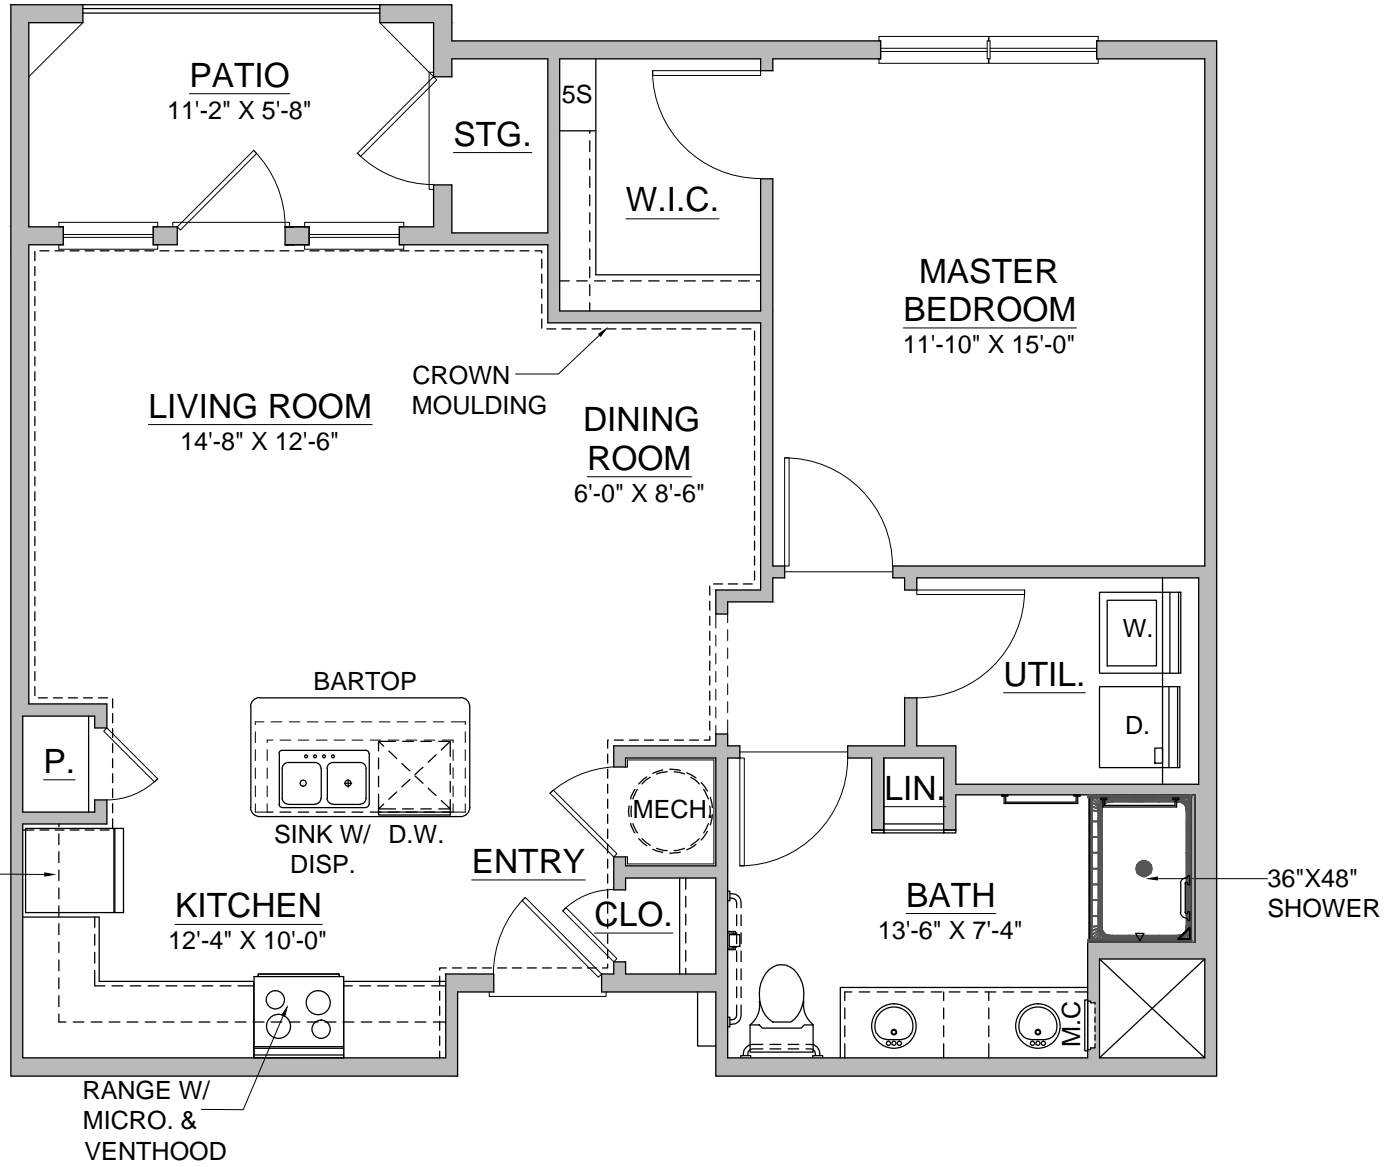 PATIO
11'-2" X 5'-8"
STG.
5S
W.I.C.
MASTER
BEDROOM
11'-10" X 15'-0"
CROWN
MOULDING
LIVING ROOM
14'-8" X 12'-6"
DINING
ROOM
6'-0" X 8'-6"
W.
UTIL.
D.
BARTOP
P.
SINK W/
DISP.
D.W.
MECH.
LIN.
ENTRY
KITCHEN
12'-4" X 10'-0"
CLO.
BATH
13'-6" X 7'-4"
36"X48"
SHOWER
M.C
RANGE W/
MICRO. &
VENTHOOD